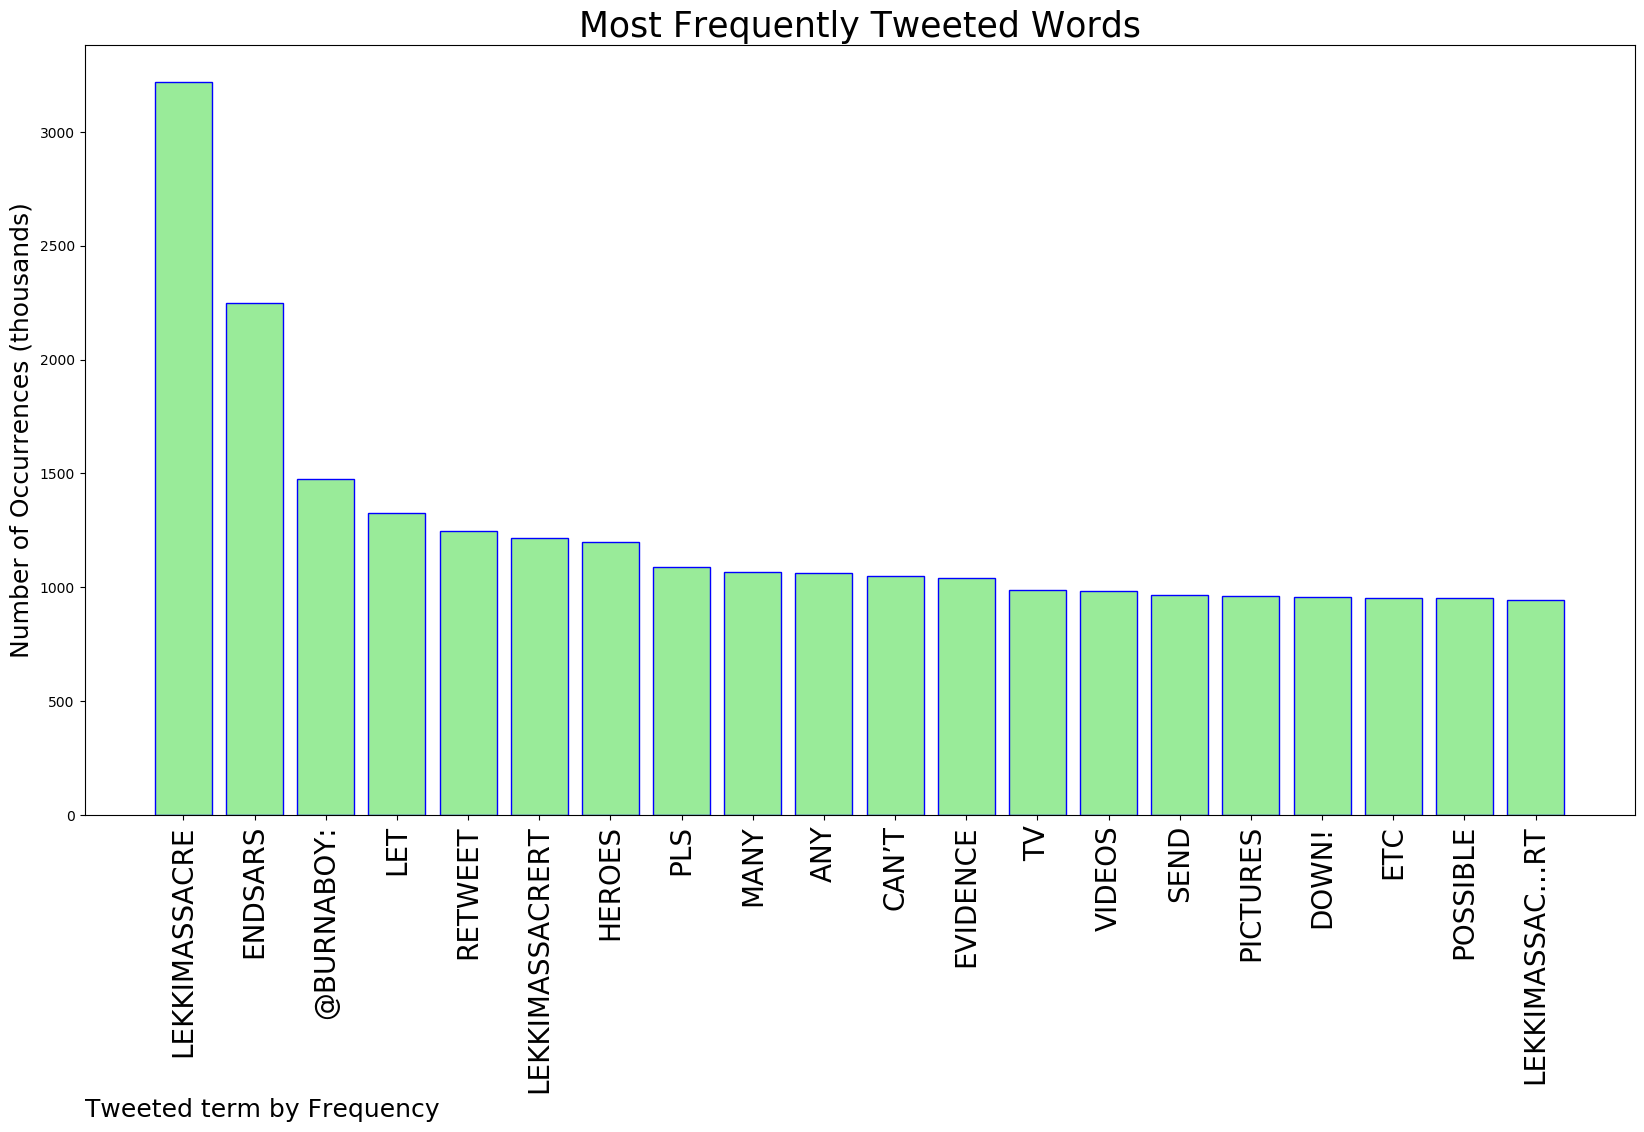 Most Frequently Tweeted Words
Number of Occurrences (thousands)
3000
2500
2000
1500
1000
500
0
LEKKIMASSACRE
ENDSARS
@BURNABOY:
LET
RETWEET
LEKKIMASSACRERT
HEROES
PLS
MANY
ANY
CAN’T
EVIDENCE
TV
VIDEOS
SEND
PICTURES
DOWN!
ETC
POSSIBLE
LEKKIMASSAC…RT
Tweeted term by Frequency